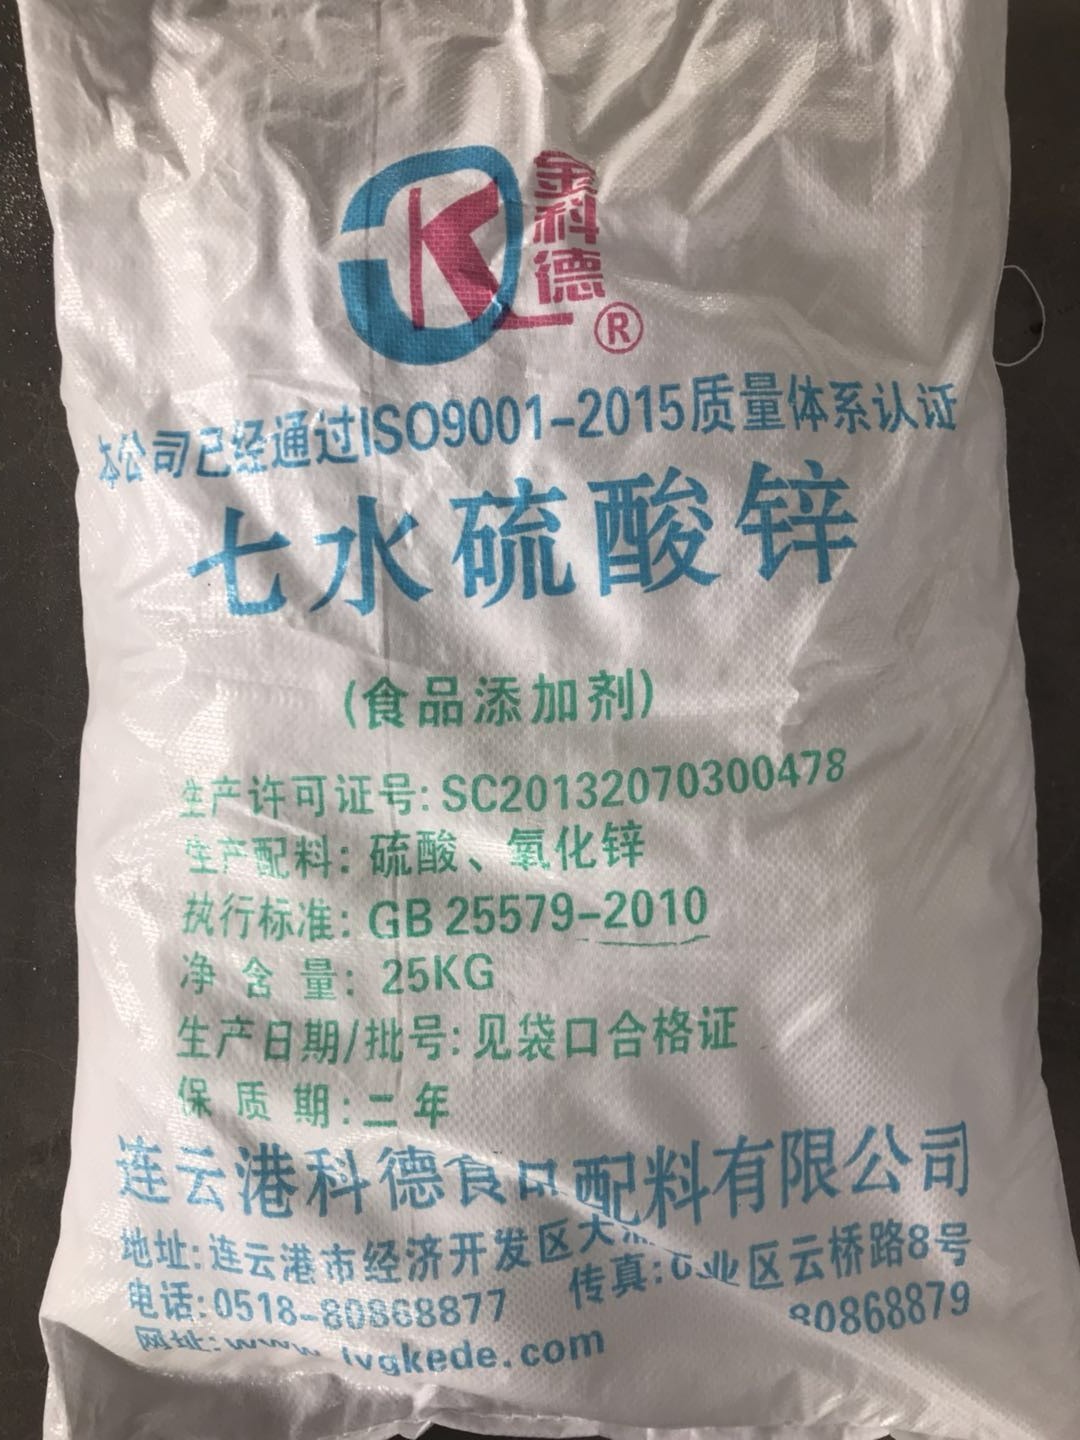 金科德®
本公司已经通过ISO9001-2015质量体系认证
七水硫酸锌
(食品添加剂)
生产许可证号:SC20132070300478
生产配料:硫酸、氧化锌
执行标准:GB 25579-2010
净含量:25KG
生产日期/批号:见袋口合格证
保质期:二年
连云港科德食品配料有限公司
地址:连云港市经济开发区大 业区云桥路8号
电话:0518-80868877 传真: 80868879
网址:www.lygkede.com